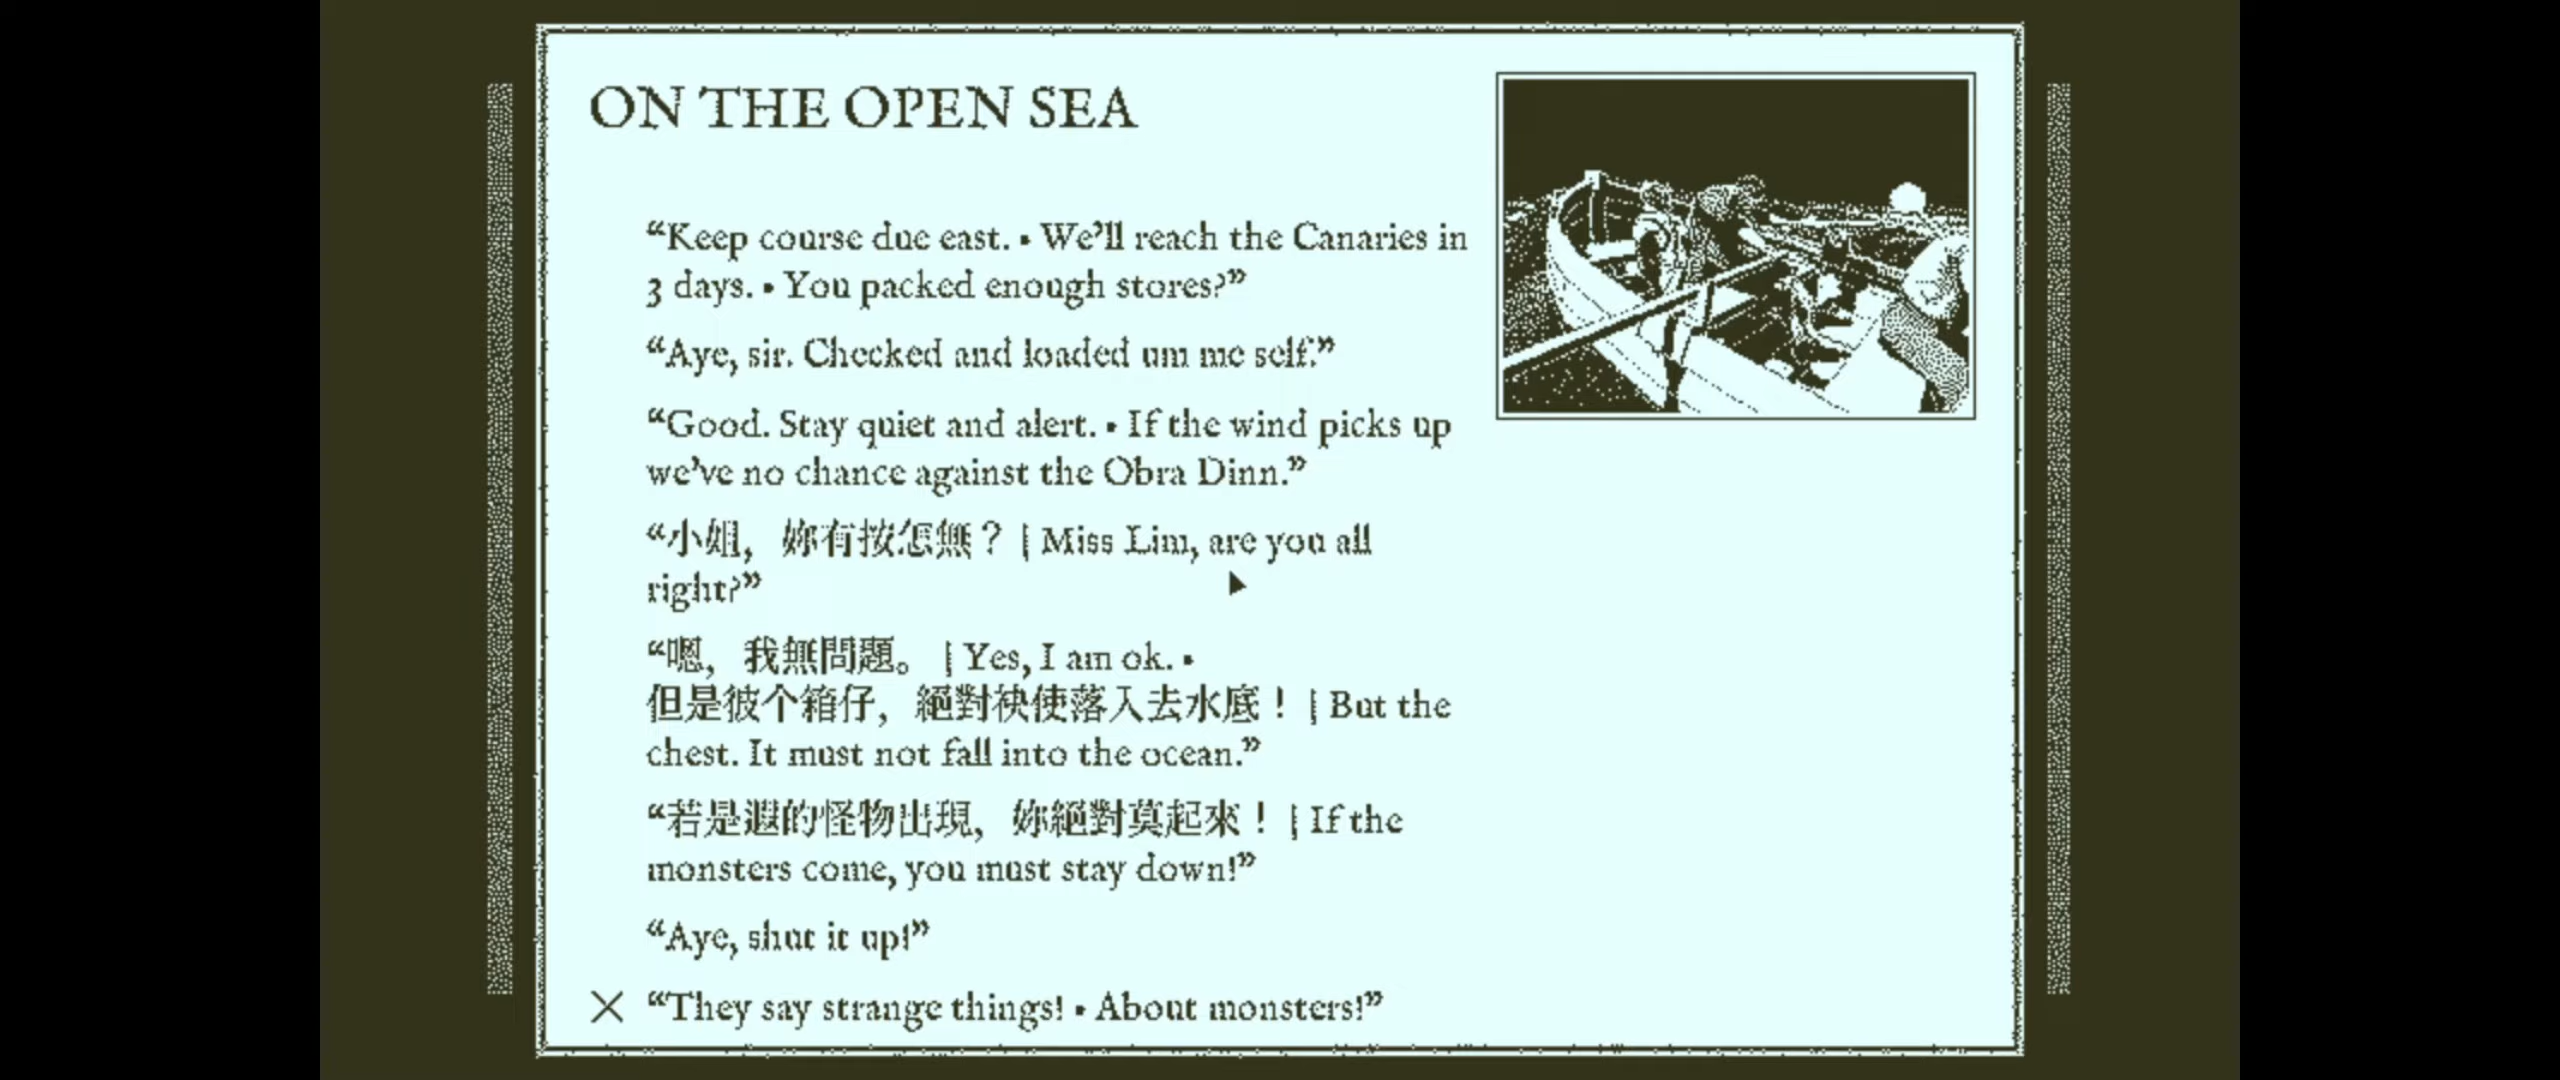 ON THE OPEN SEA
“Keep course due east. • We’ll reach the Canaries in
3 days. • You packed enough stores?”
“Aye, sir. Checked and loaded um me self.”
“Good. Stay quiet and alert. • If the wind picks up
we’ve no chance against the Obra Dinn.”
“小姐，妳有按怎無？ | Miss Lim, are you all
right?”
“嗯，我無問題。 | Yes, I am ok. •
但是彼个箱仔，絕對袂使落入去水底！ | But the
chest. It must not fall into the ocean.”
“若是遐的怪物出現，妳絕對莫起來！ | If the
monsters come, you must stay down!”
“Aye, shut it up!”
“They say strange things! • About monsters!”